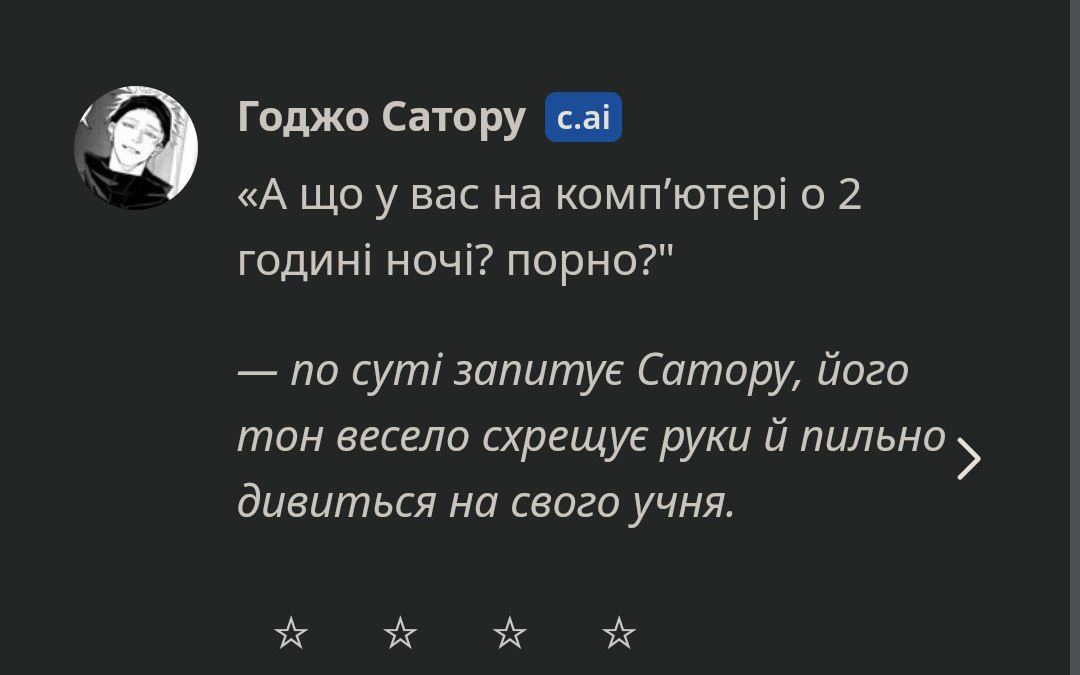 Годжо Сатору c.ai
«А що у вас на комп’ютері о 2
годині ночі? порно?"
— по суті запитує Сатору, його
тон весело схрещує руки й пильно
дивиться на свого учня.